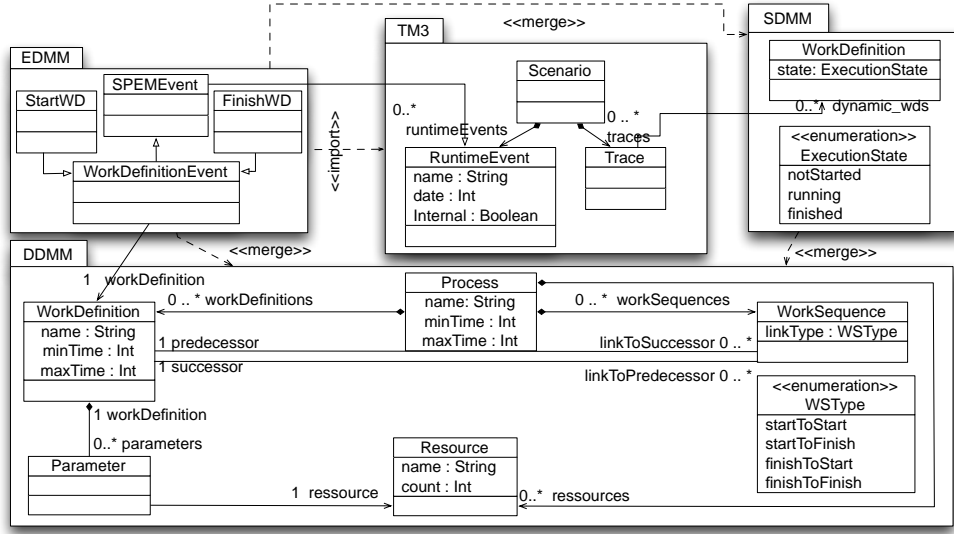 SDMM
TM3
<<merge>>
EDMM
WorkDefinition
state: ExecutionState
0..* dynamic_wds
<<enumeration>>
ExecutionState
notStarted
running
finished
SPEMEvent
StartWD
FinishWD
WorkDefinitionEvent
<<import>>
Scenario
0..*
runtimeEvents
0.. *
traces
RuntimeEvent
name : String
date : Int
Internal : Boolean
Trace
<<merge>>
<<merge>>
DDMM
1 workDefinition
Process
name: String
minTime : Int
maxTime : Int
0 .. * workDefinitions
0 .. * workSequences
WorkDefinition
name : String
minTime : Int
maxTime : Int
WorkSequence
linkType : WSType
1 predecessor
linkToSuccessor 0 .. *
1 successor
linkToPredecessor 0 .. *
<<enumeration>>
WSType
startToStart
startToFinish
finishToStart
finishToFinish
1 workDefinition
0..* parameters
Parameter
Resource
name : String
count : Int
1 ressource
0..* ressources